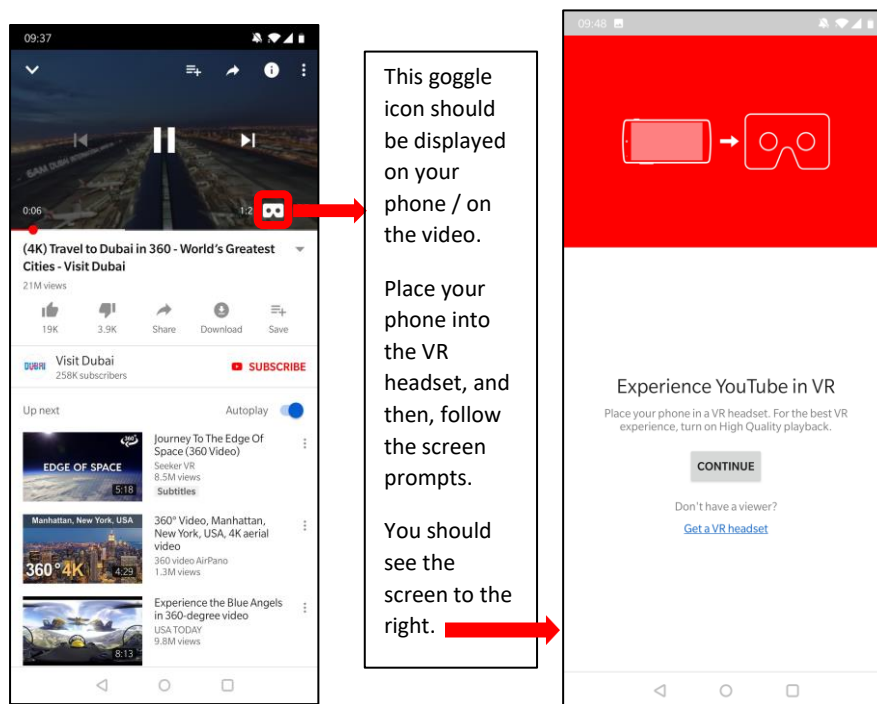 09:37
6AM DUBAI INTERNATIONAL AIRPORT
0:06
1:2
(4K) Travel to Dubai in 360 - World's Greatest
Cities - Visit Dubai
21M views
19K
3.9K
Share
Download
Save
DUBAI
Visit Dubai
258K subscribers
SUBSCRIBE
Up next
Autoplay
360°
EDGE OF SPACE
5:18
Journey To The Edge Of
Space (360 Video)
Seeker VR
8.5M views
Subtitles
Manhattan, New York, USA
360°4K
4:29
360° Video, Manhattan,
New York, USA, 4K aerial
video
360 video AirPano
1.3M views
8:13
Experience the Blue Angels
in 360-degree video
USA TODAY
9.8M views
This goggle
icon should
be displayed
on your
phone / on
the video.
Place your
phone into
the VR
headset, and
then, follow
the screen
prompts.
You should
see the
screen to the
right.
09:48
Experience YouTube in VR
Place your phone in a VR headset. For the best VR
experience, turn on High Quality playback.
CONTINUE
Don't have a viewer?
Get a VR headset